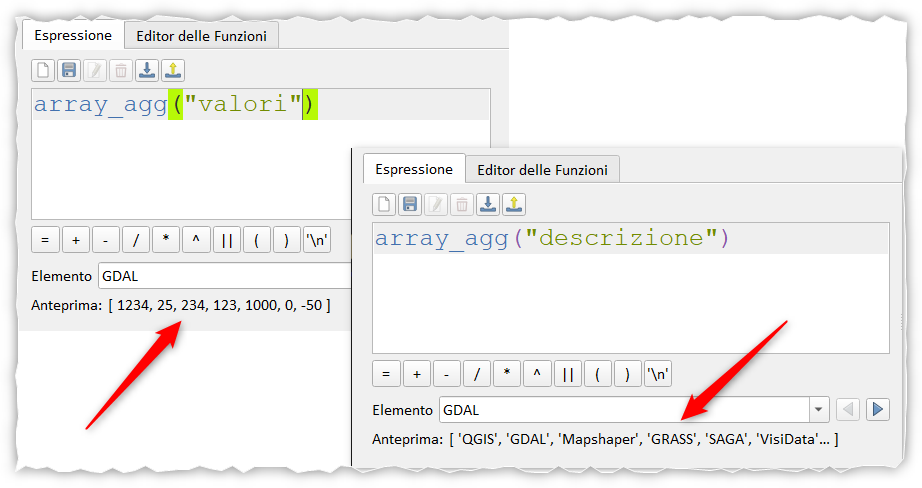 Espressione Editor delle Funzioni
array_agg("valori")
= + - / * ^ || ( ) '\n'
Elemento GDAL
Anteprima: [ 1234, 25, 234, 123, 1000, 0, -50 ]
Espressione Editor delle Funzioni
array_agg("descrizione")
= + - / * ^ || ( ) '\n'
Elemento GDAL
Anteprima: [ 'QGIS', 'GDAL', 'Mapshaper', 'GRASS', 'SAGA', 'VisiData'... ]